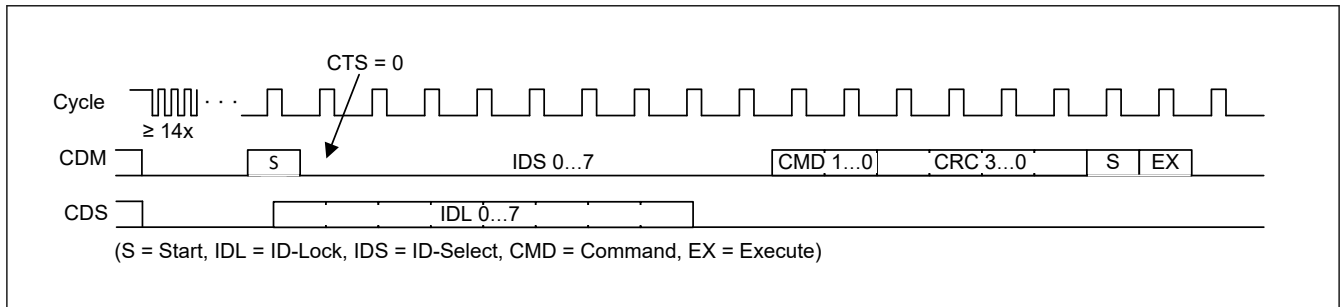 CTS = 0
Cycle
≥ 14x
CDM S IDS 0...7 CMD 1...0 CRC 3...0 S EX
CDS IDL 0...7
(S = Start, IDL = ID-Lock, IDS = ID-Select, CMD = Command, EX = Execute)